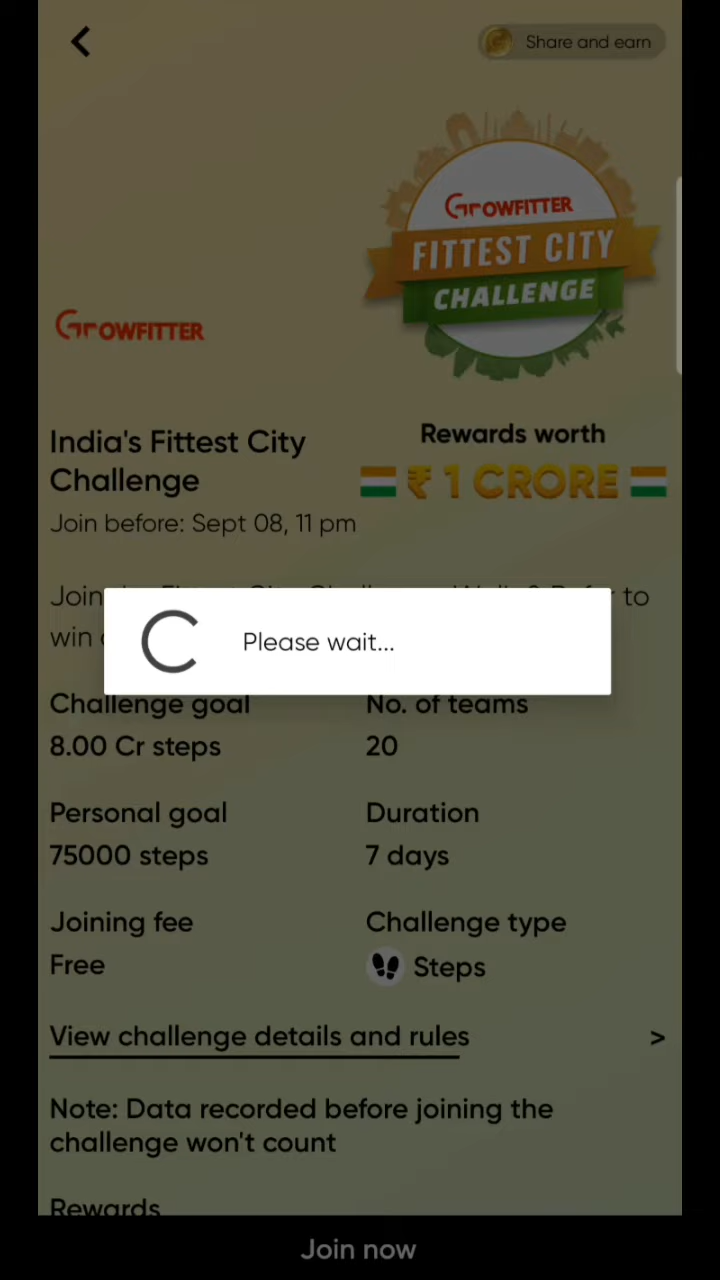 Share and earn
GROWFITTER
FITTEST CITY
CHALLENGE
GROWFITTER
India's Fittest City
Challenge
Rewards worth
₹ 1 CRORE
Join before: Sept 08, 11 pm
Join
to
win
Please wait...
Challenge goal
No. of teams
8.00 Cr steps
20
Personal goal
Duration
75000 steps
7 days
Joining fee
Challenge type
Free
Steps
View challenge details and rules >
Note: Data recorded before joining the
challenge won't count
Rewards
Join now